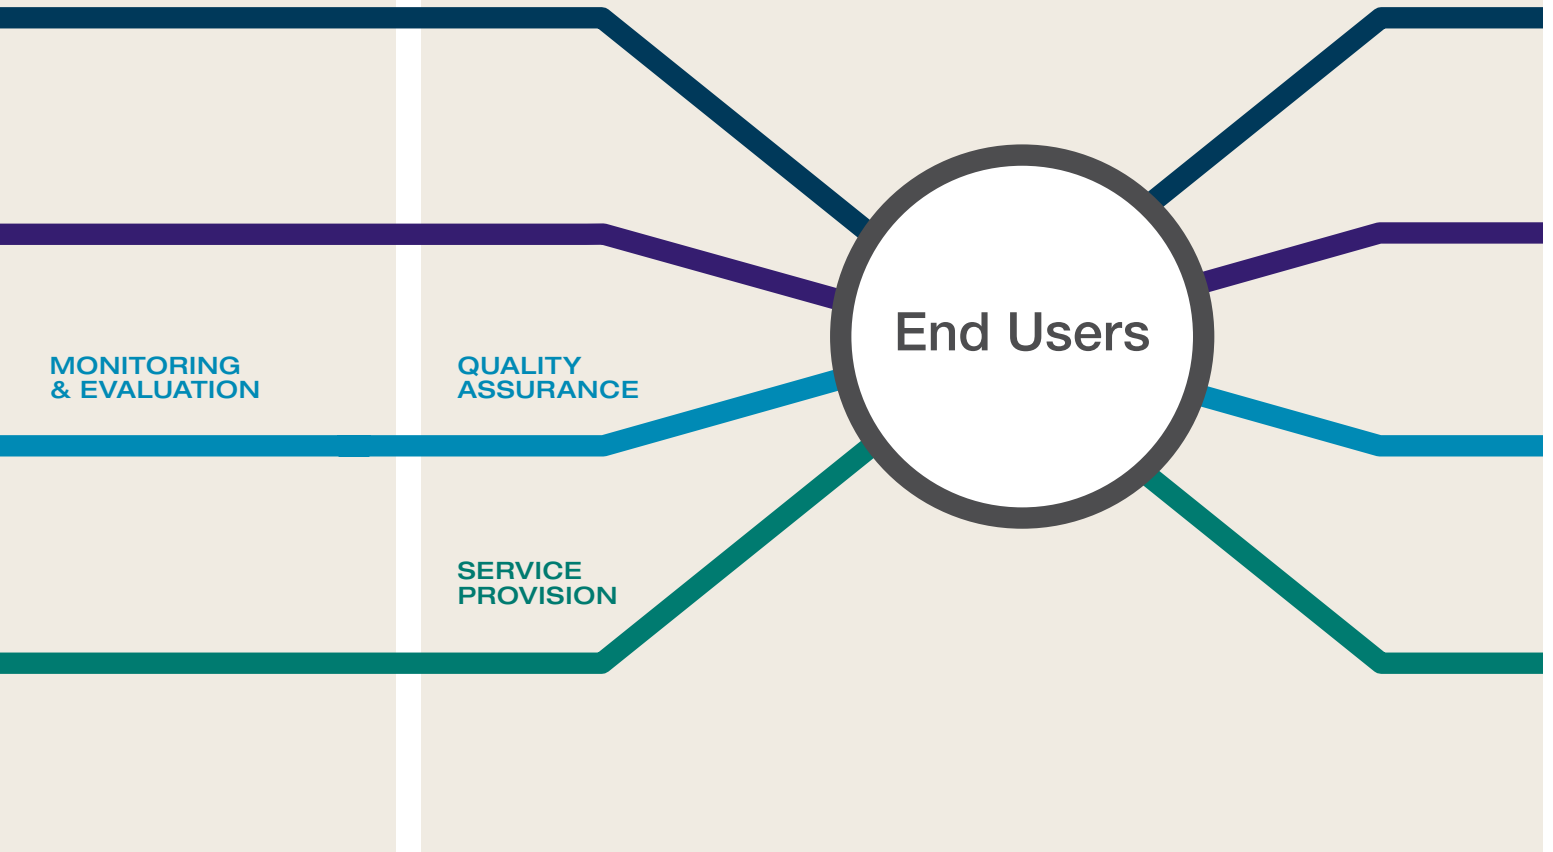 End Users
MONITORING
& EVALUATION
QUALITY
ASSURANCE
SERVICE
PROVISION